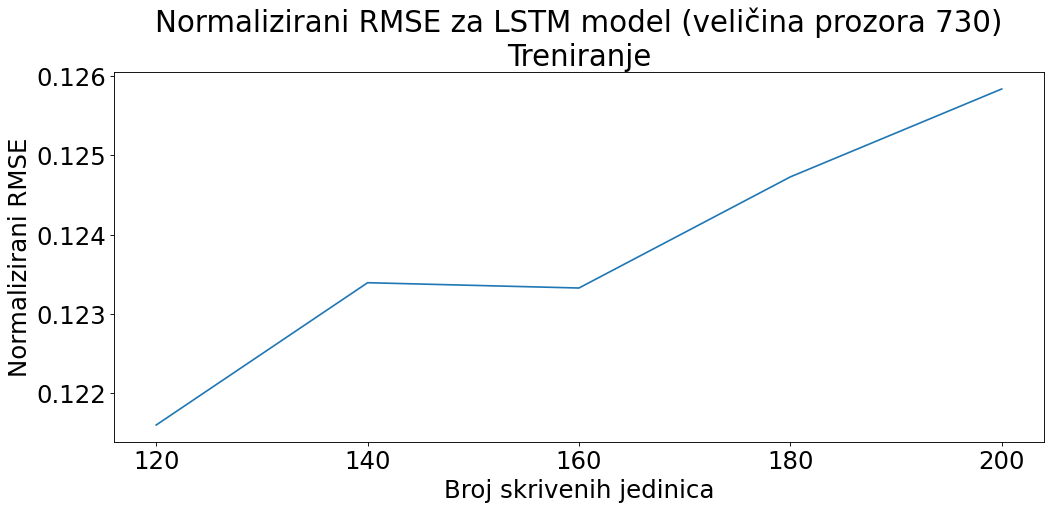 Normalizirani RMSE za LSTM model (veličina prozora 730)
Treniranje
0.126
0.125
0.124
0.123
0.122
Normalizirani RMSE
120 140 160 180 200
Broj skrivenih jedinica